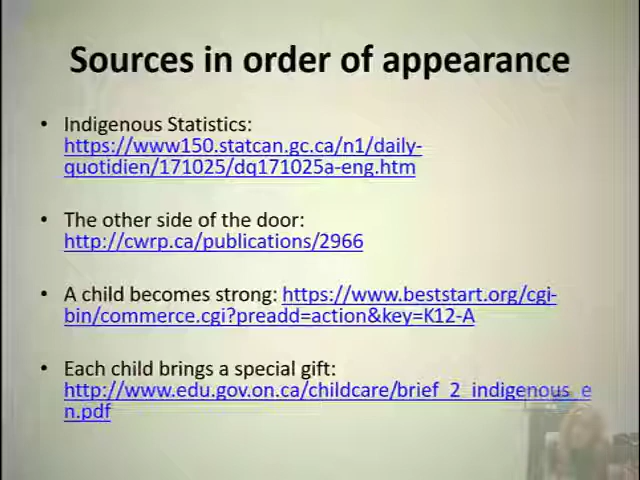 Sources in order of appearance
• Indigenous Statistics:
https://www150.statcan.gc.ca/n1/daily-
quotidien/171025/dq171025a-eng.htm
• The other side of the door:
http://cwrp.ca/publications/2966
• A child becomes strong: https://www.beststart.org/cgi-
bin/commerce.cgi?preadd=action&key=K12-A
• Each child brings a special gift:
http://www.edu.gov.on.ca/childcare/brief_2_indigenous_e
n.pdf